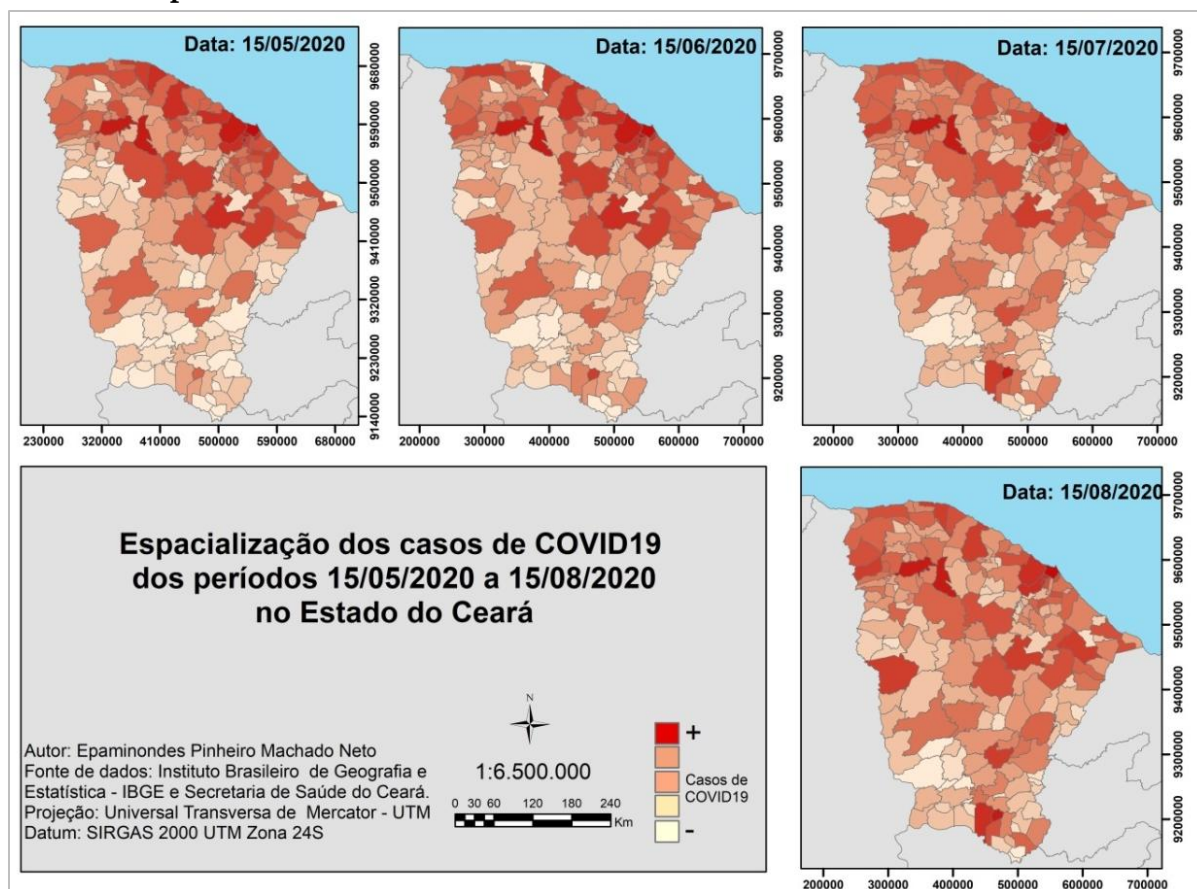 Data: 15/05/2020
9680000
9590000
9500000
9410000
9320000
9230000
9140000
230000 320000 410000 500000 590000 680000
Data: 15/06/2020
9700000
9600000
9500000
9400000
9300000
9200000
200000 300000 400000 500000 600000 700000
Data: 15/07/2020
9700000
9600000
9500000
9400000
9300000
9200000
200000 300000 400000 500000 600000 700000
Espacialização dos casos de COVID19
dos períodos 15/05/2020 a 15/08/2020
no Estado do Ceará
Autor: Epaminondes Pinheiro Machado Neto
Fonte de dados: Instituto Brasileiro de Geografia e
Estatística - IBGE e Secretaria de Saúde do Ceará.
Projeção: Universal Transversa de Mercator - UTM
Datum: SIRGAS 2000 UTM Zona 24S
N
1:6.500.000
0 30 60 120 180 240
Km
+
Casos de
COVID19
-
Data: 15/08/2020
9700000
9600000
9500000
9400000
9300000
9200000
200000 300000 400000 500000 600000 700000